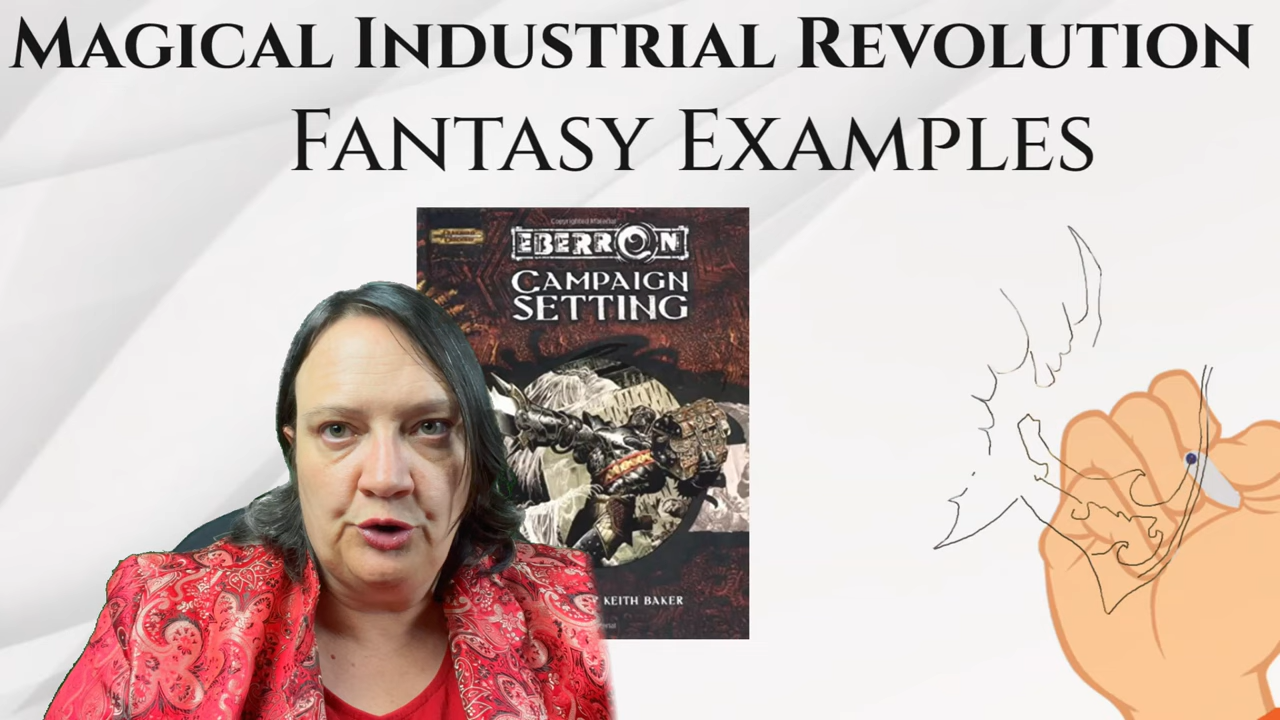 Magical Industrial Revolution
Fantasy Examples
EBERRON
CAMPAIGN
SETTING
KEITH BAKER